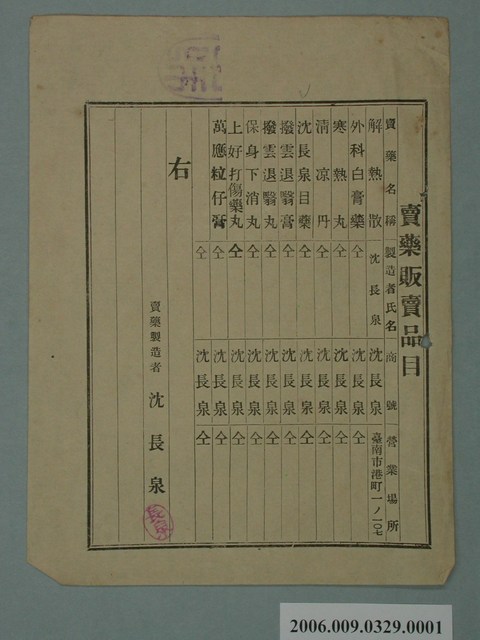 賣藥販賣品目
賣藥名稱 製造者氏名 商號 營業場所
解熱散 沈長泉 沈長泉 臺南市港町一ノ一〇七
外科白膏藥 仝 沈長泉 仝
寒熱丸 仝 沈長泉 仝
清凉丹 仝 沈長泉 仝
沈長泉目藥 仝 沈長泉 仝
撥雲退翳膏 仝 沈長泉 仝
撥雲退翳丸 仝 沈長泉 仝
保身下消丸 仝 沈長泉 仝
上好打傷藥丸 仝 沈長泉 仝
萬應粒仔膏 仝 沈長泉 仝
右
賣藥製造者 沈長泉
2006.009.0329.0001